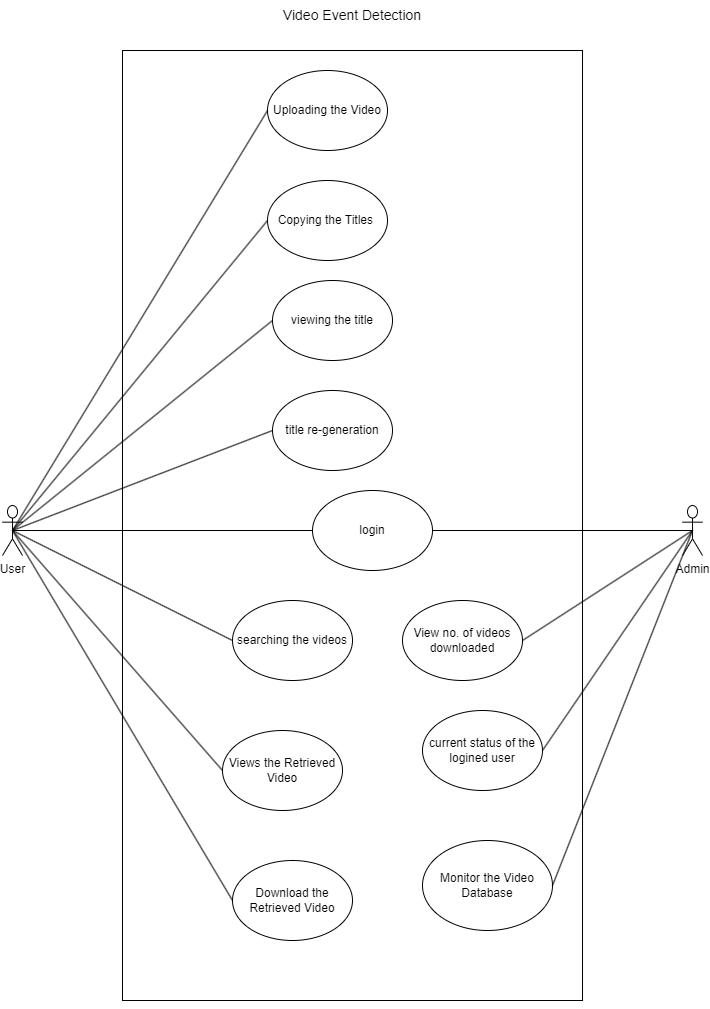 Video Event Detection
Uploading the Video
Copying the Titles
viewing the title
title re-generation
login
User
Admin
searching the videos
View no. of videos
downloaded
current status of the
logined user
Views the Retrieved
Video
Monitor the Video
Database
Download the
Retrieved Video